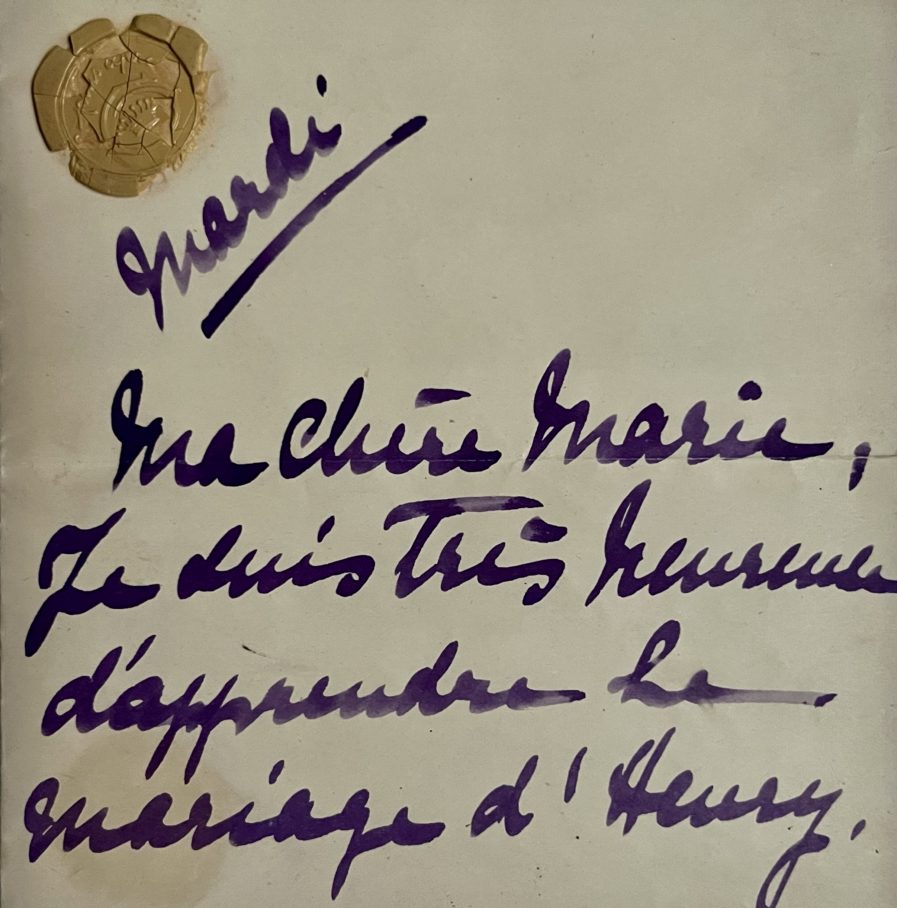 Mardi
Ma chère Marie,
Je suis très heureuse
d'apprendre le
mariage d'Henry.